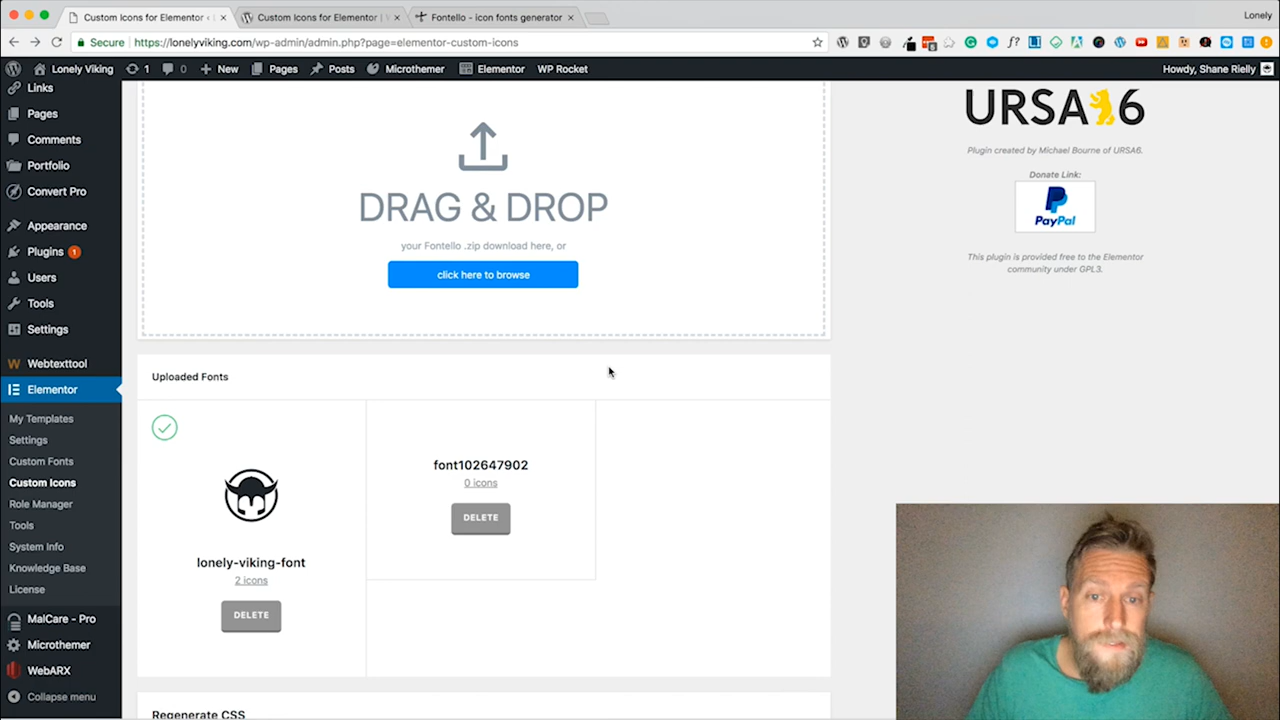 Custom Icons for Elementor ‹ L
Custom Icons for Elementor | W
Fontello - icon fonts generator
Lonely
Secure
https://lonelyviking.com/wp-admin/admin.php?page=elementor-custom-icons
Lonely Viking
1
0
New
Pages
Posts
Microthemer
Elementor
WP Rocket
Howdy, Shane Rielly
Links
Pages
Comments
Portfolio
Convert Pro
Appearance
Plugins 1
Users
Tools
Settings
Webtexttool
Elementor
My Templates
Settings
Custom Fonts
Custom Icons
Role Manager
Tools
System Info
Knowledge Base
License
MalCare - Pro
Microthemer
WebARX
Collapse menu
DRAG & DROP
your Fontello .zip download here, or
click here to browse
Uploaded Fonts
lonely-viking-font
2 icons
DELETE
font102647902
0 icons
DELETE
Regenerate CSS
URSA 6
Plugin created by Michael Bourne of URSA6.
Donate Link:
PayPal
This plugin is provided free to the Elementor
community under GPL3.